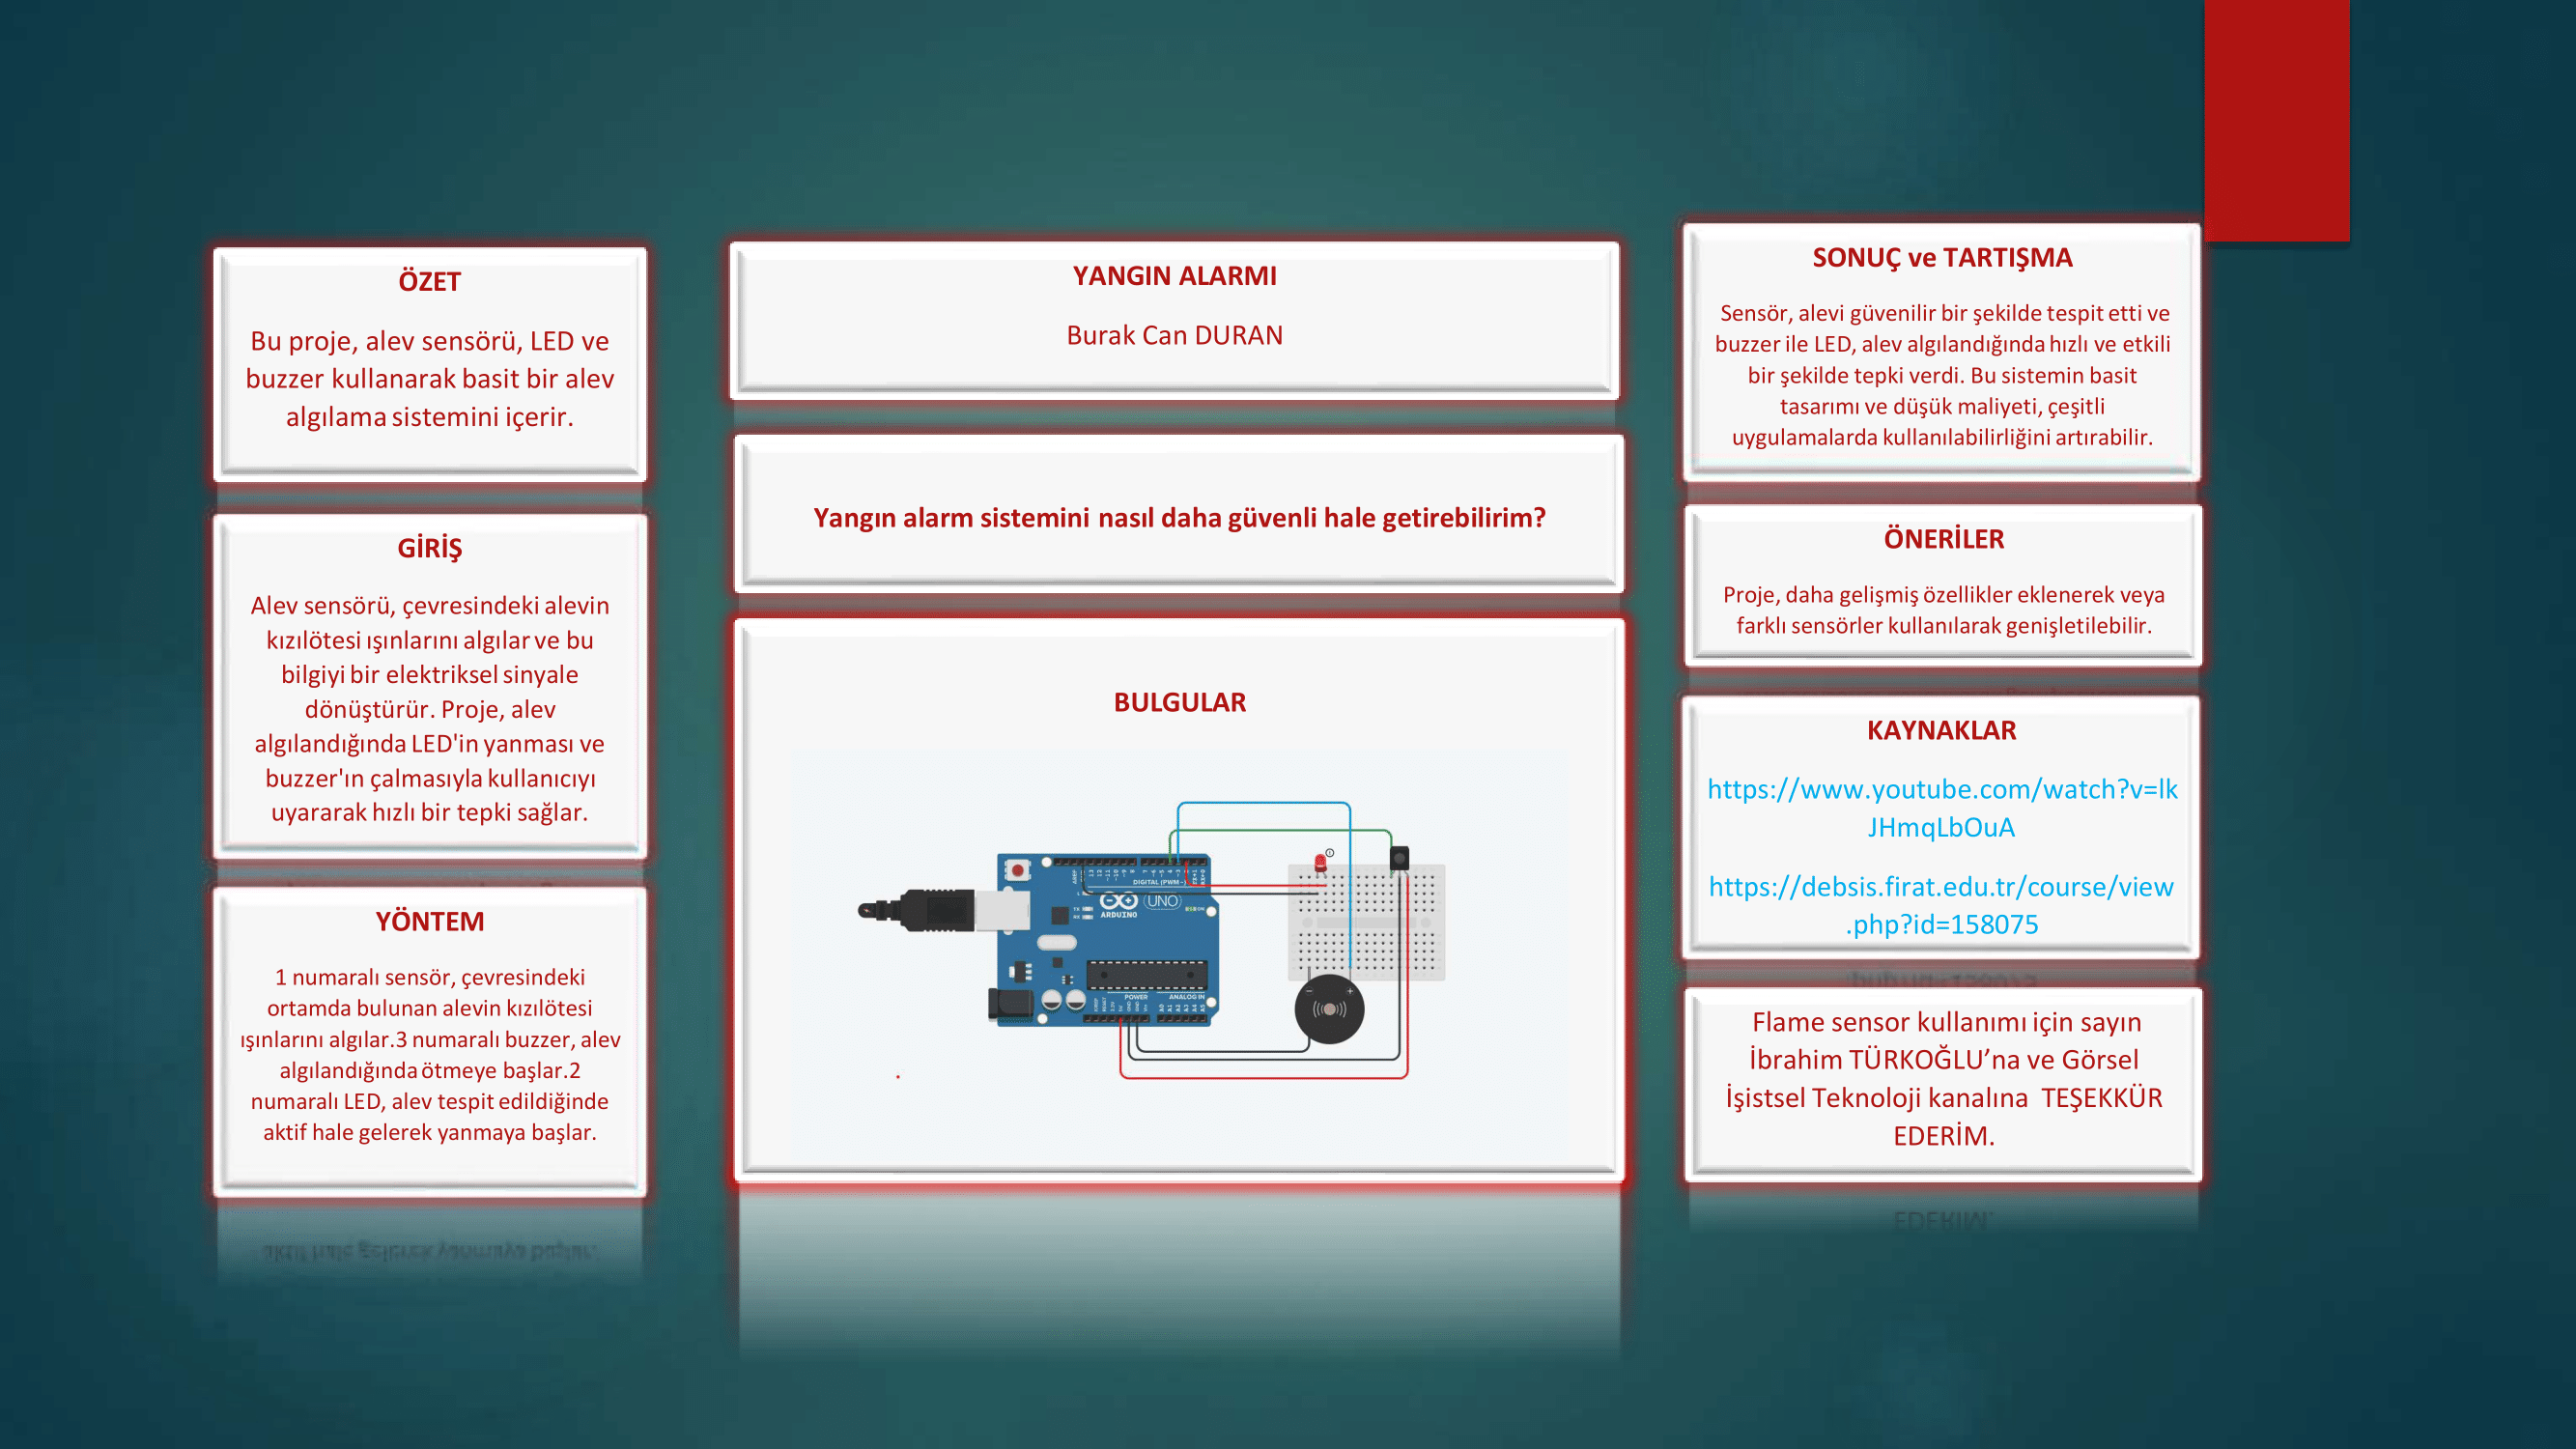 ÖZET
Bu proje, alev sensörü, LED ve
buzzer kullanarak basit bir alev
algılama sistemini içerir.
GİRİŞ
Alev sensörü, çevresindeki alevin
kızılötesi ışınlarını algılar ve bu
bilgiyi bir elektriksel sinyale
dönüştürür. Proje, alev
algılandığında LED'in yanması ve
buzzer'ın çalmasıyla kullanıcıyı
uyararak hızlı bir tepki sağlar.
YÖNTEM
1 numaralı sensör, çevresindeki
ortamda bulunan alevin kızılötesi
ışınlarını algılar.3 numaralı buzzer, alev
algılandığında ötmeye başlar.2
numaralı LED, alev tespit edildiğinde
aktif hale gelerek yanmaya başlar.
YANGIN ALARMI
Burak Can DURAN
Yangın alarm sistemini nasıl daha güvenli hale getirebilirim?
BULGULAR
DIGITAL (PWM~)
UNO
ARDUINO
POWER
ANALOG IN
SONUÇ ve TARTIŞMA
Sensör, alevi güvenilir bir şekilde tespit etti ve
buzzer ile LED, alev algılandığında hızlı ve etkili
bir şekilde tepki verdi. Bu sistemin basit
tasarımı ve düşük maliyeti, çeşitli
uygulamalarda kullanılabilirliğini artırabilir.
ÖNERİLER
Proje, daha gelişmiş özellikler eklenerek veya
farklı sensörler kullanılarak genişletilebilir.
KAYNAKLAR
https://www.youtube.com/watch?v=lk
JHmqLbOuA
https://debsis.firat.edu.tr/course/view
.php?id=158075
Flame sensor kullanımı için sayın
İbrahim TÜRKOĞLU’na ve Görsel
İşistsel Teknoloji kanalına TEŞEKKÜR
EDERİM.